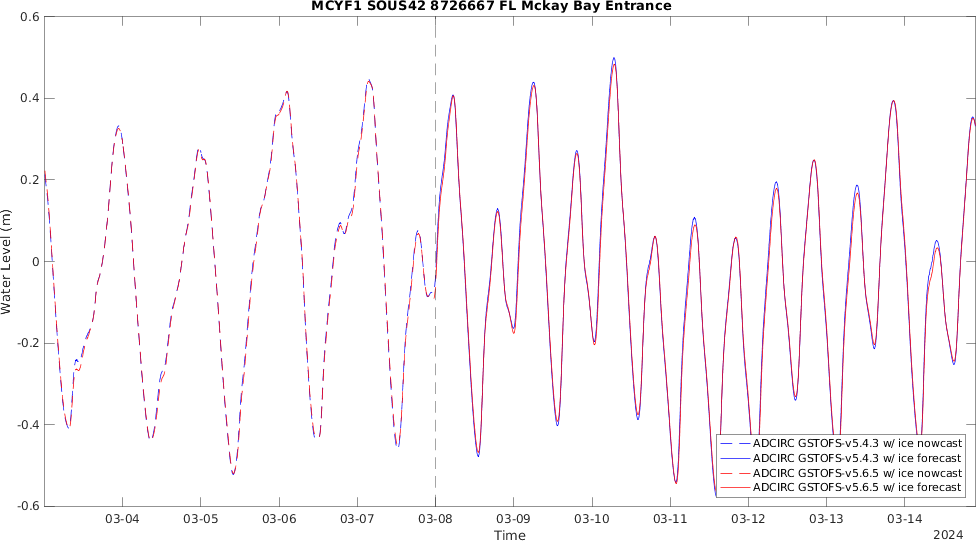 MCYF1 SOUS42 8726667 FL Mckay Bay Entrance
0.6
0.4
0.2
0
-0.2
-0.4
-0.6
Water Level (m)
ADCIRC GSTOFS-v5.4.3 w/ ice nowcast
ADCIRC GSTOFS-v5.4.3 w/ ice forecast
ADCIRC GSTOFS-v5.6.5 w/ ice nowcast
ADCIRC GSTOFS-v5.6.5 w/ ice forecast
03-04 03-05 03-06 03-07 03-08 03-09 03-10 03-11 03-12 03-13 03-14
Time
2024